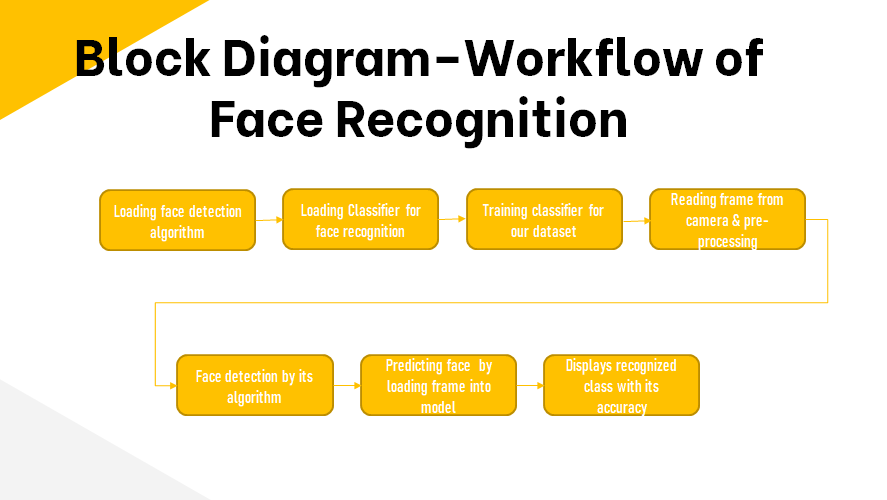 Block Diagram-Workflow of
Face Recognition
Loading face detection
algorithm
Loading Classifier for
face recognition
Training classifier for
our dataset
Reading frame from
camera & pre-
processing
Face detection by its
algorithm
Predicting face by
loading frame into
model
Displays recognized
class with its
accuracy